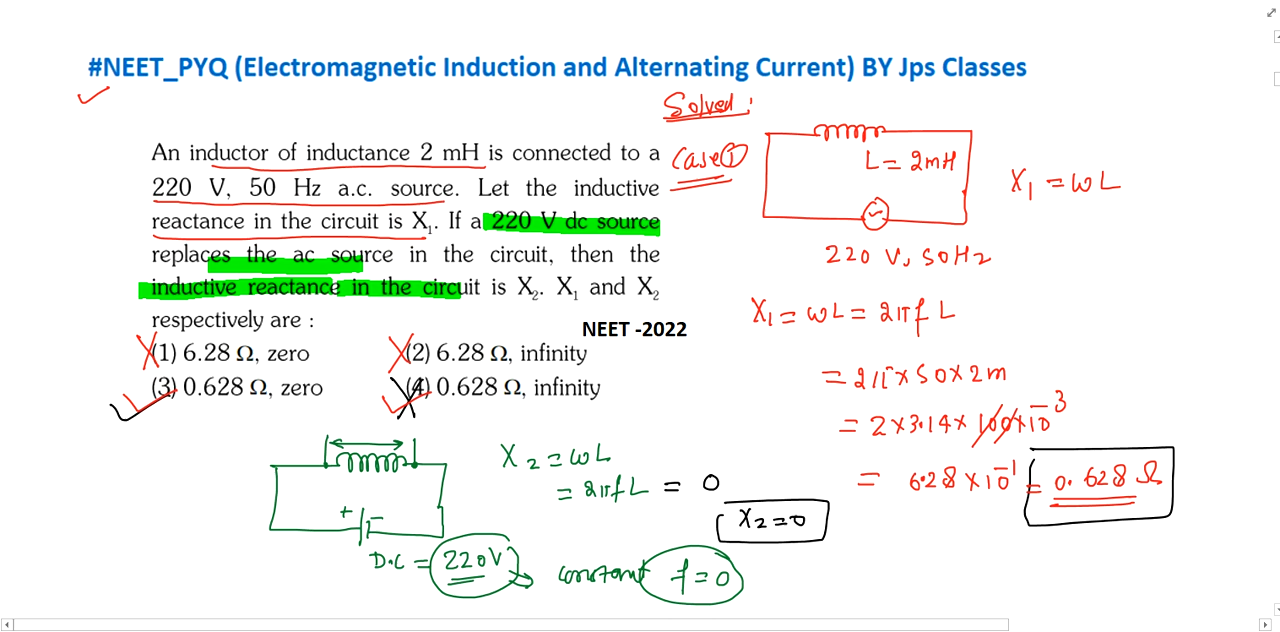 #NEET_PYQ (Electromagnetic Induction and Alternating Current) BY Jps Classes
Solved :
An inductor of inductance 2 mH is connected to a
220 V, 50 Hz a.c. source. Let the inductive
reactance in the circuit is X₁. If a 220 V dc source
replaces the ac source in the circuit, then the
inductive reactance in the circuit is X₂. X₁ and X₂
respectively are :
NEET -2022
(1) 6.28 Ω, zero
(2) 6.28 Ω, infinity
(3) 0.628 Ω, zero
(4) 0.628 Ω, infinity
Case ①
L = 2mH
X₁ = ωL
220 V, 50Hz
X₁ = ωL = 2πf L
= 2π × 50 × 2m
= 2 × 3.14 × 100 × 10⁻³
= 6.28 × 10⁻¹ = 0.628 Ω
X₂ = ωL
= 2πfL = 0
X₂ = 0
+ -
D.C = 220V → constant f = 0